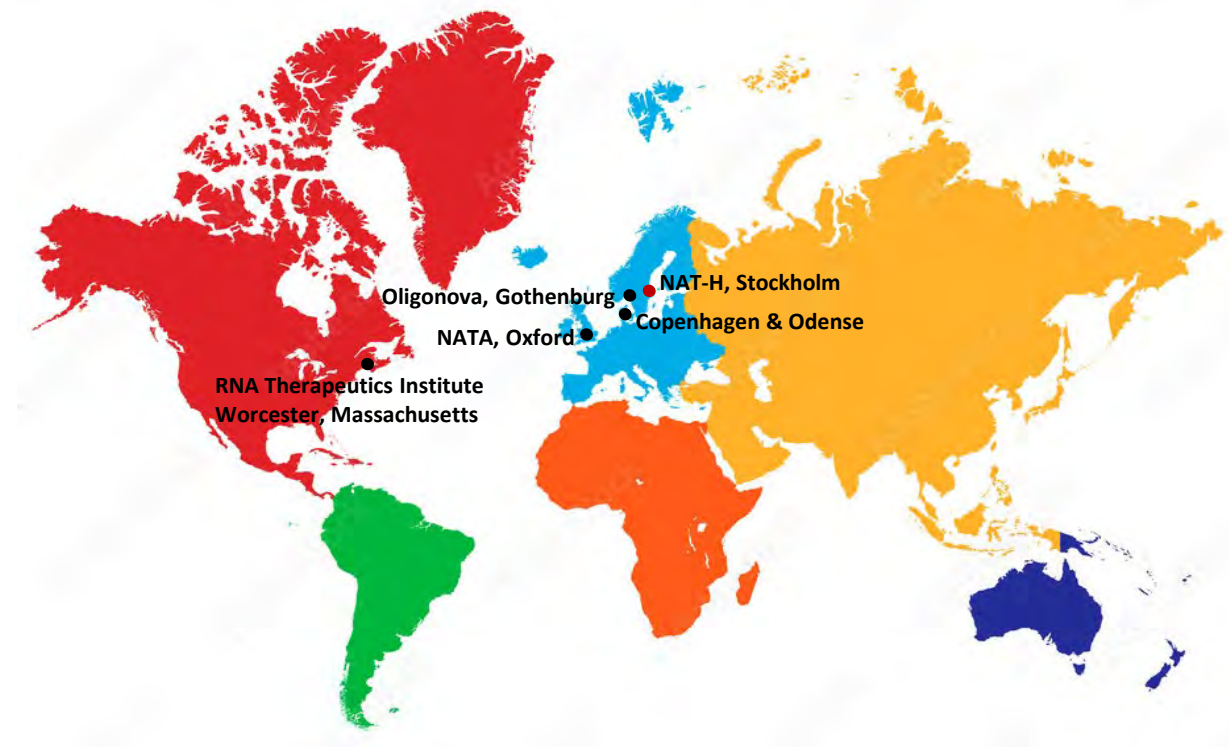 NAT-H, Stockholm
Oligonova, Gothenburg
Copenhagen & Odense
NATA, Oxford
RNA Therapeutics Institute
Worcester, Massachusetts